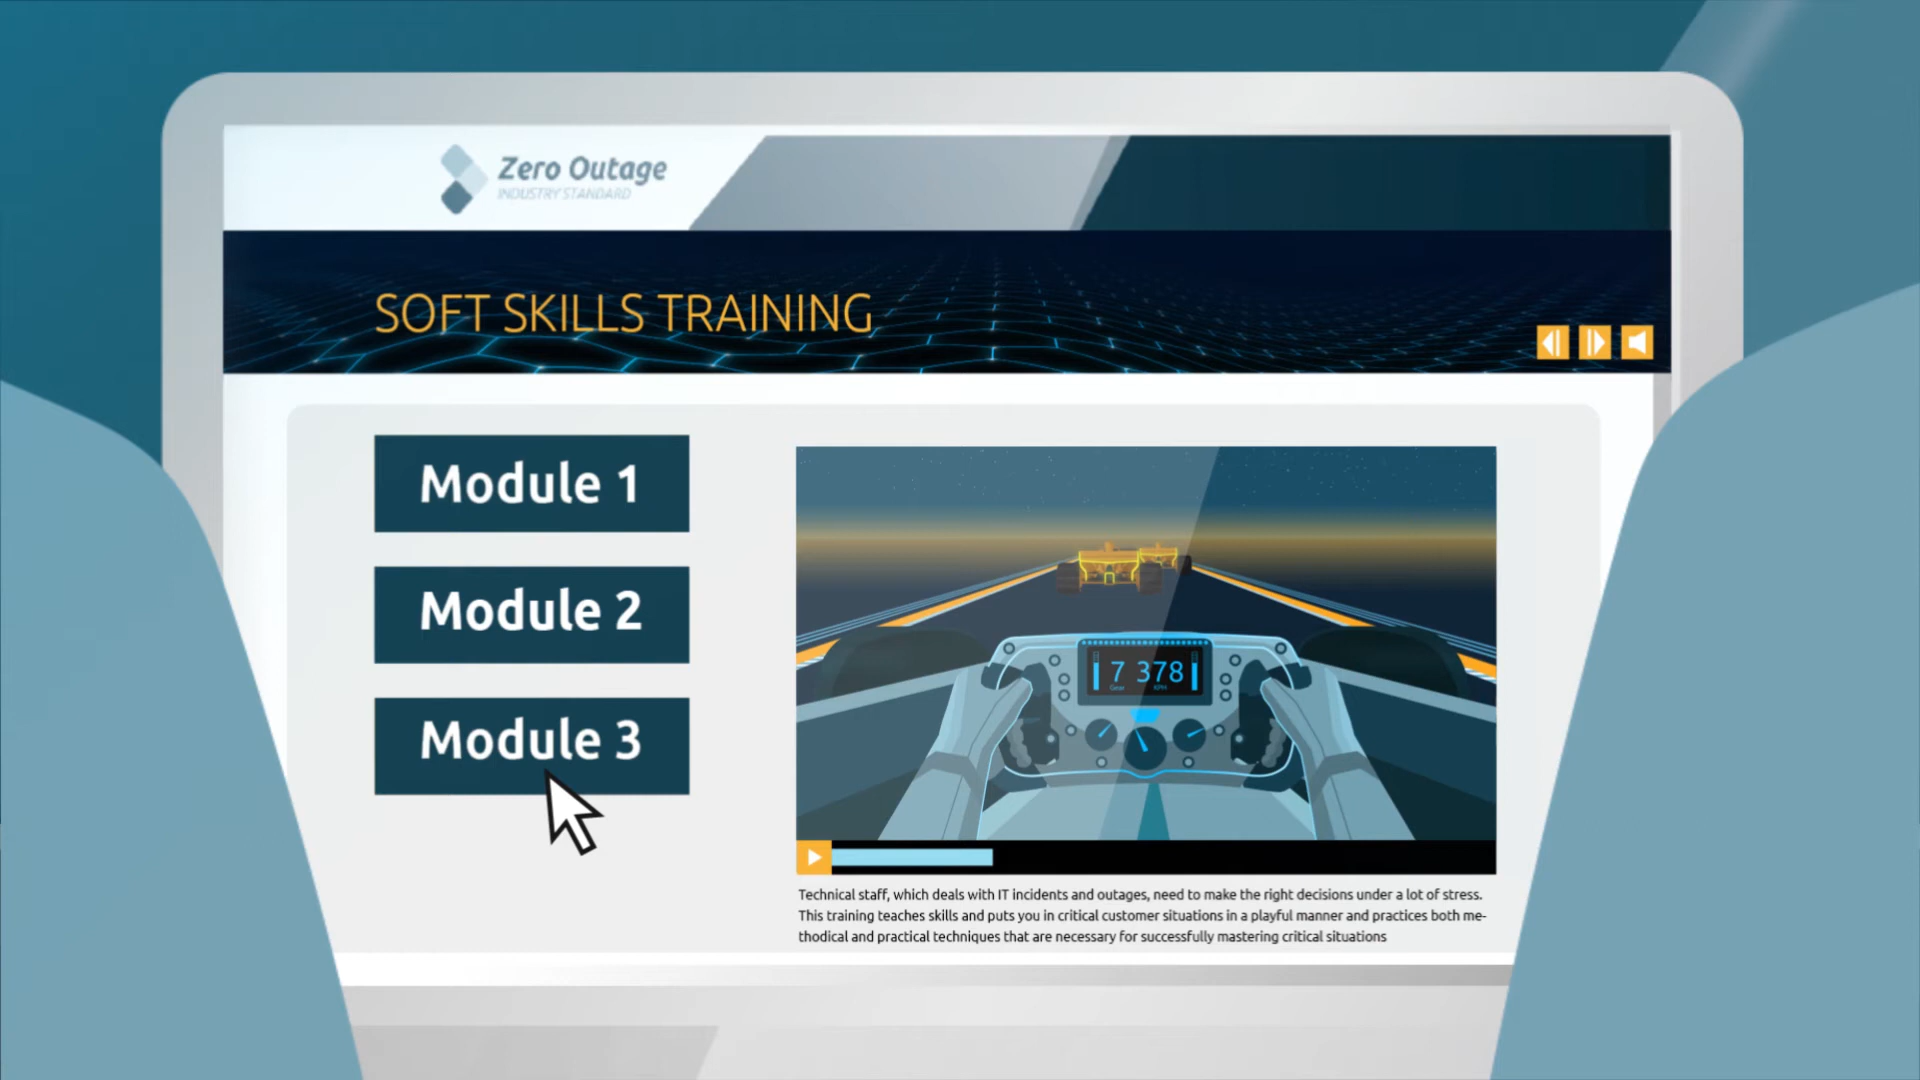 Zero Outage
INDUSTRY STANDARD
SOFT SKILLS TRAINING
Module 1
Module 2
Module 3
7 378
Gear KPH
Technical staff, which deals with IT incidents and outages, need to make the right decisions under a lot of stress.
This training teaches skills and puts you in critical customer situations in a playful manner and practices both me-
thodical and practical techniques that are necessary for successfully mastering critical situations